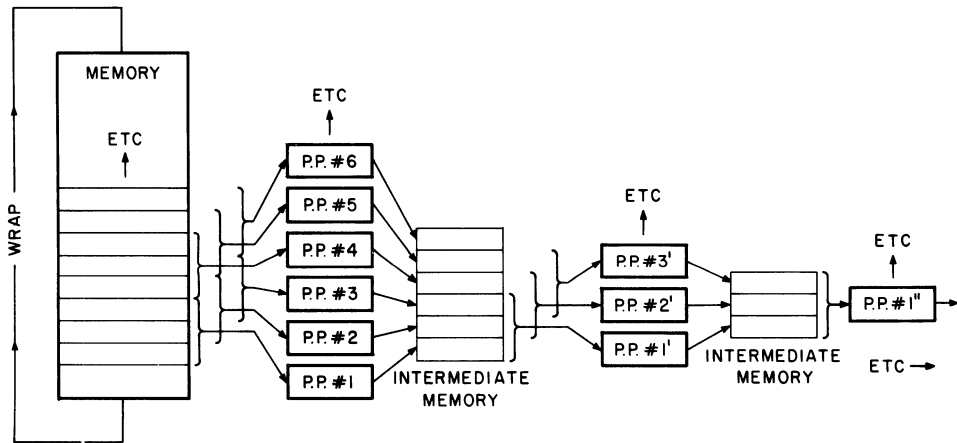 WRAP
MEMORY
ETC
ETC
P.P. #6
P.P. #5
P.P. #4
P.P. #3
P.P. #2
P.P. #1
INTERMEDIATE
MEMORY
ETC
P.P. #3'
P.P. #2'
P.P. #1'
INTERMEDIATE
MEMORY
ETC
P.P. #1"
ETC